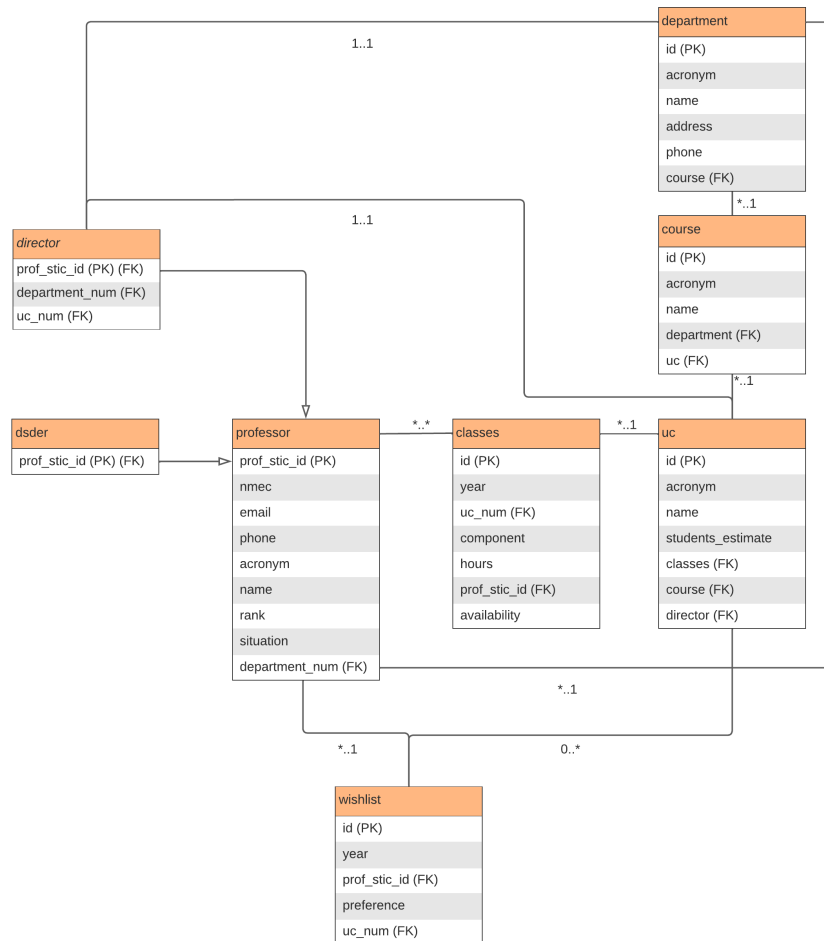 department
id (PK)
acronym
name
address
phone
course (FK)
1..1
*..1
1..1
director
prof_stic_id (PK) (FK)
department_num (FK)
uc_num (FK)
course
id (PK)
acronym
name
department (FK)
uc (FK)
*..1
dsder
prof_stic_id (PK) (FK)
professor
prof_stic_id (PK)
nmec
email
phone
acronym
name
rank
situation
department_num (FK)
*..*
classes
id (PK)
year
uc_num (FK)
component
hours
prof_stic_id (FK)
availability
*..1
uc
id (PK)
acronym
name
students_estimate
classes (FK)
course (FK)
director (FK)
*..1
*..1
0..*
wishlist
id (PK)
year
prof_stic_id (FK)
preference
uc_num (FK)